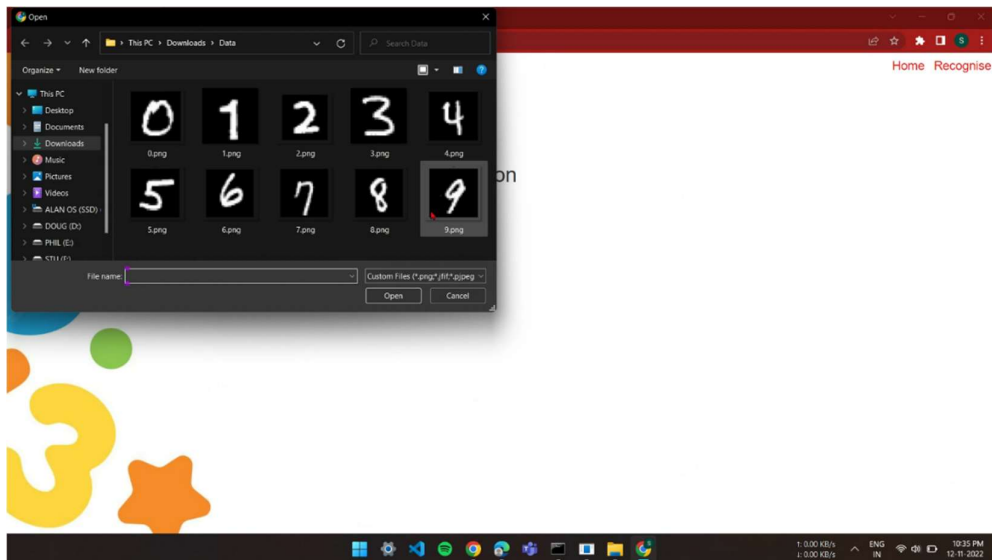 Open
This PC > Downloads > Data
Search Data
Home Recognise
Organize
New folder
This PC
Desktop
Documents
Downloads
Music
Pictures
Videos
ALAN OS (SSD)
DOUG (D:)
PHIL (E:)
0 1 2 3 4
0.png 1.png 2.png 3.png 4.png
5 6 7 8 9
5.png 6.png 7.png 8.png 9.png
on
File name:
Custom Files (*.png;*.jfif;*.pjpeg
Open Cancel
3
S
ENG
IN
↑: 0.00 KB/s
↓: 0.00 KB/s
10:35 PM
12-11-2022